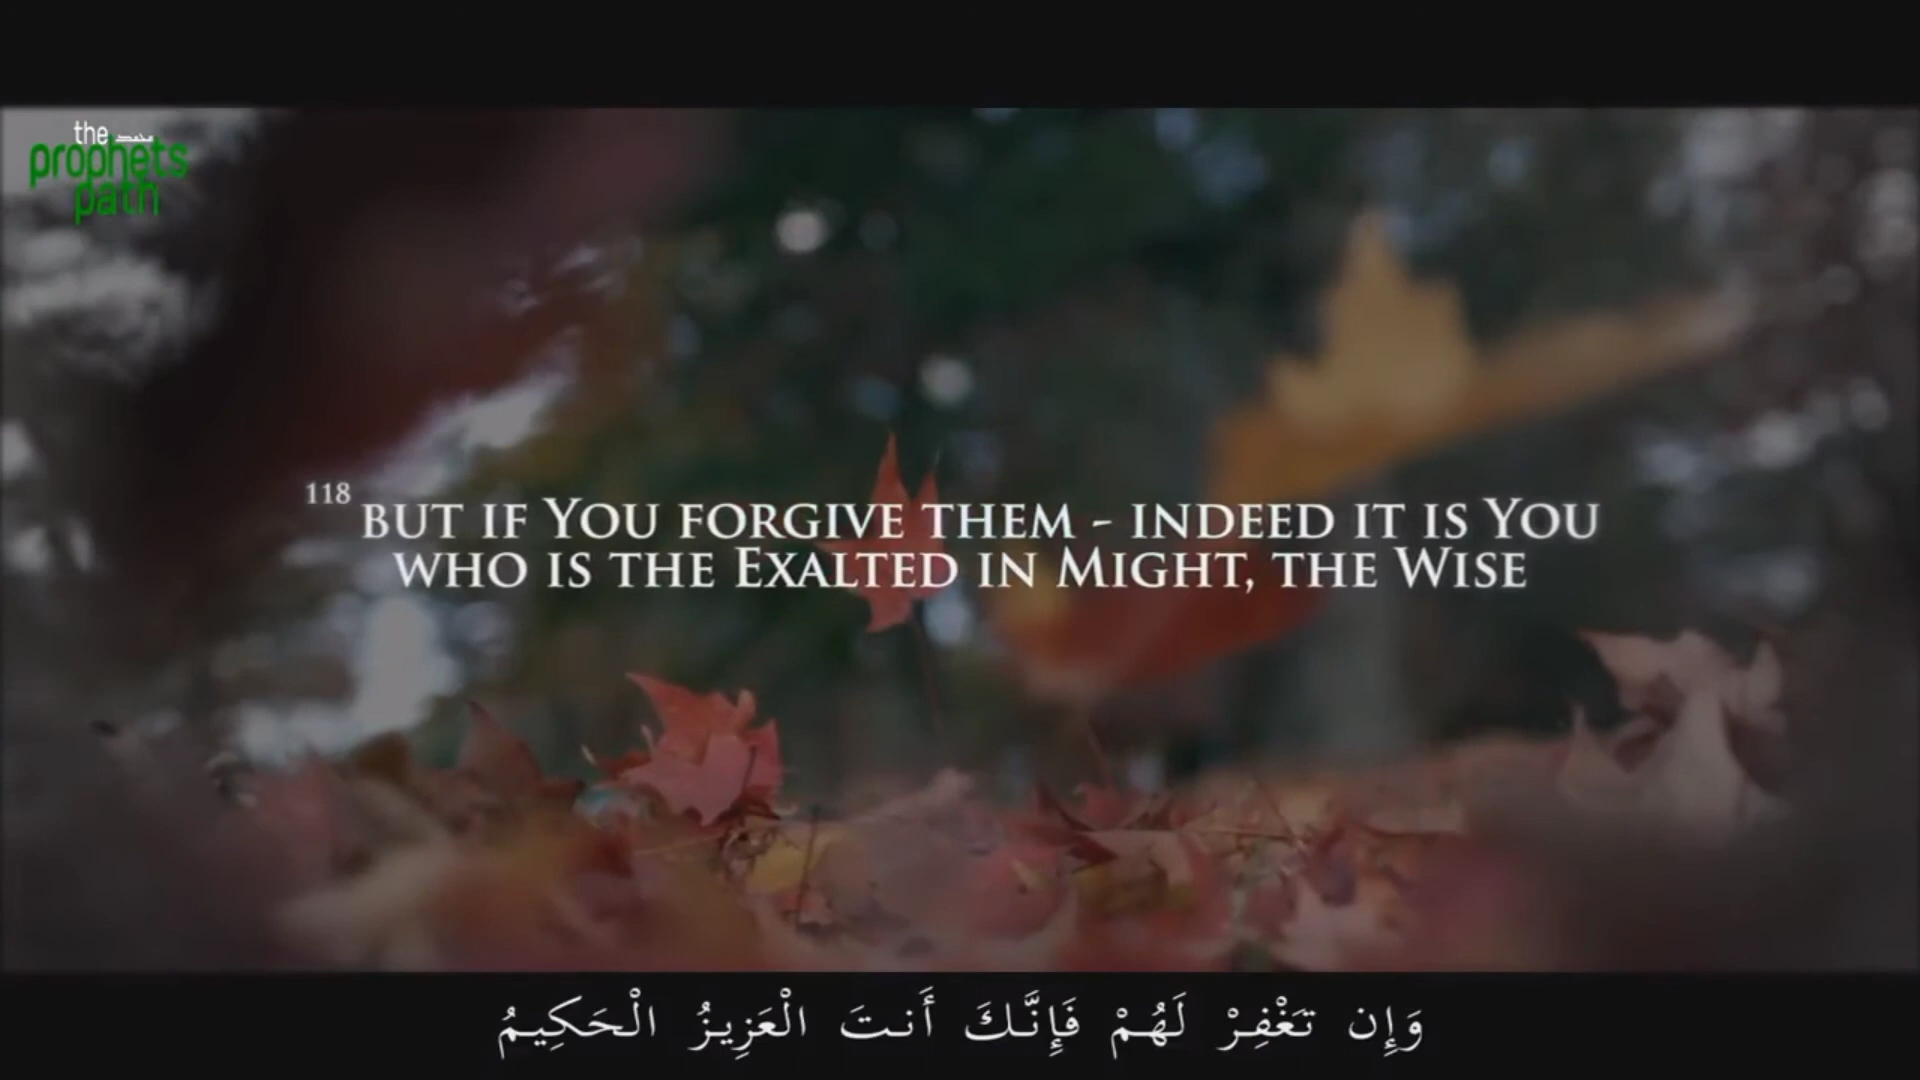 the محمد
prophets
path
118 BUT IF YOU FORGIVE THEM - INDEED IT IS YOU
WHO IS THE EXALTED IN MIGHT, THE WISE
وَإِن تَغْفِرْ لَهُمْ فَإِنَّكَ أَنتَ الْعَزِيزُ الْحَكِيمُ